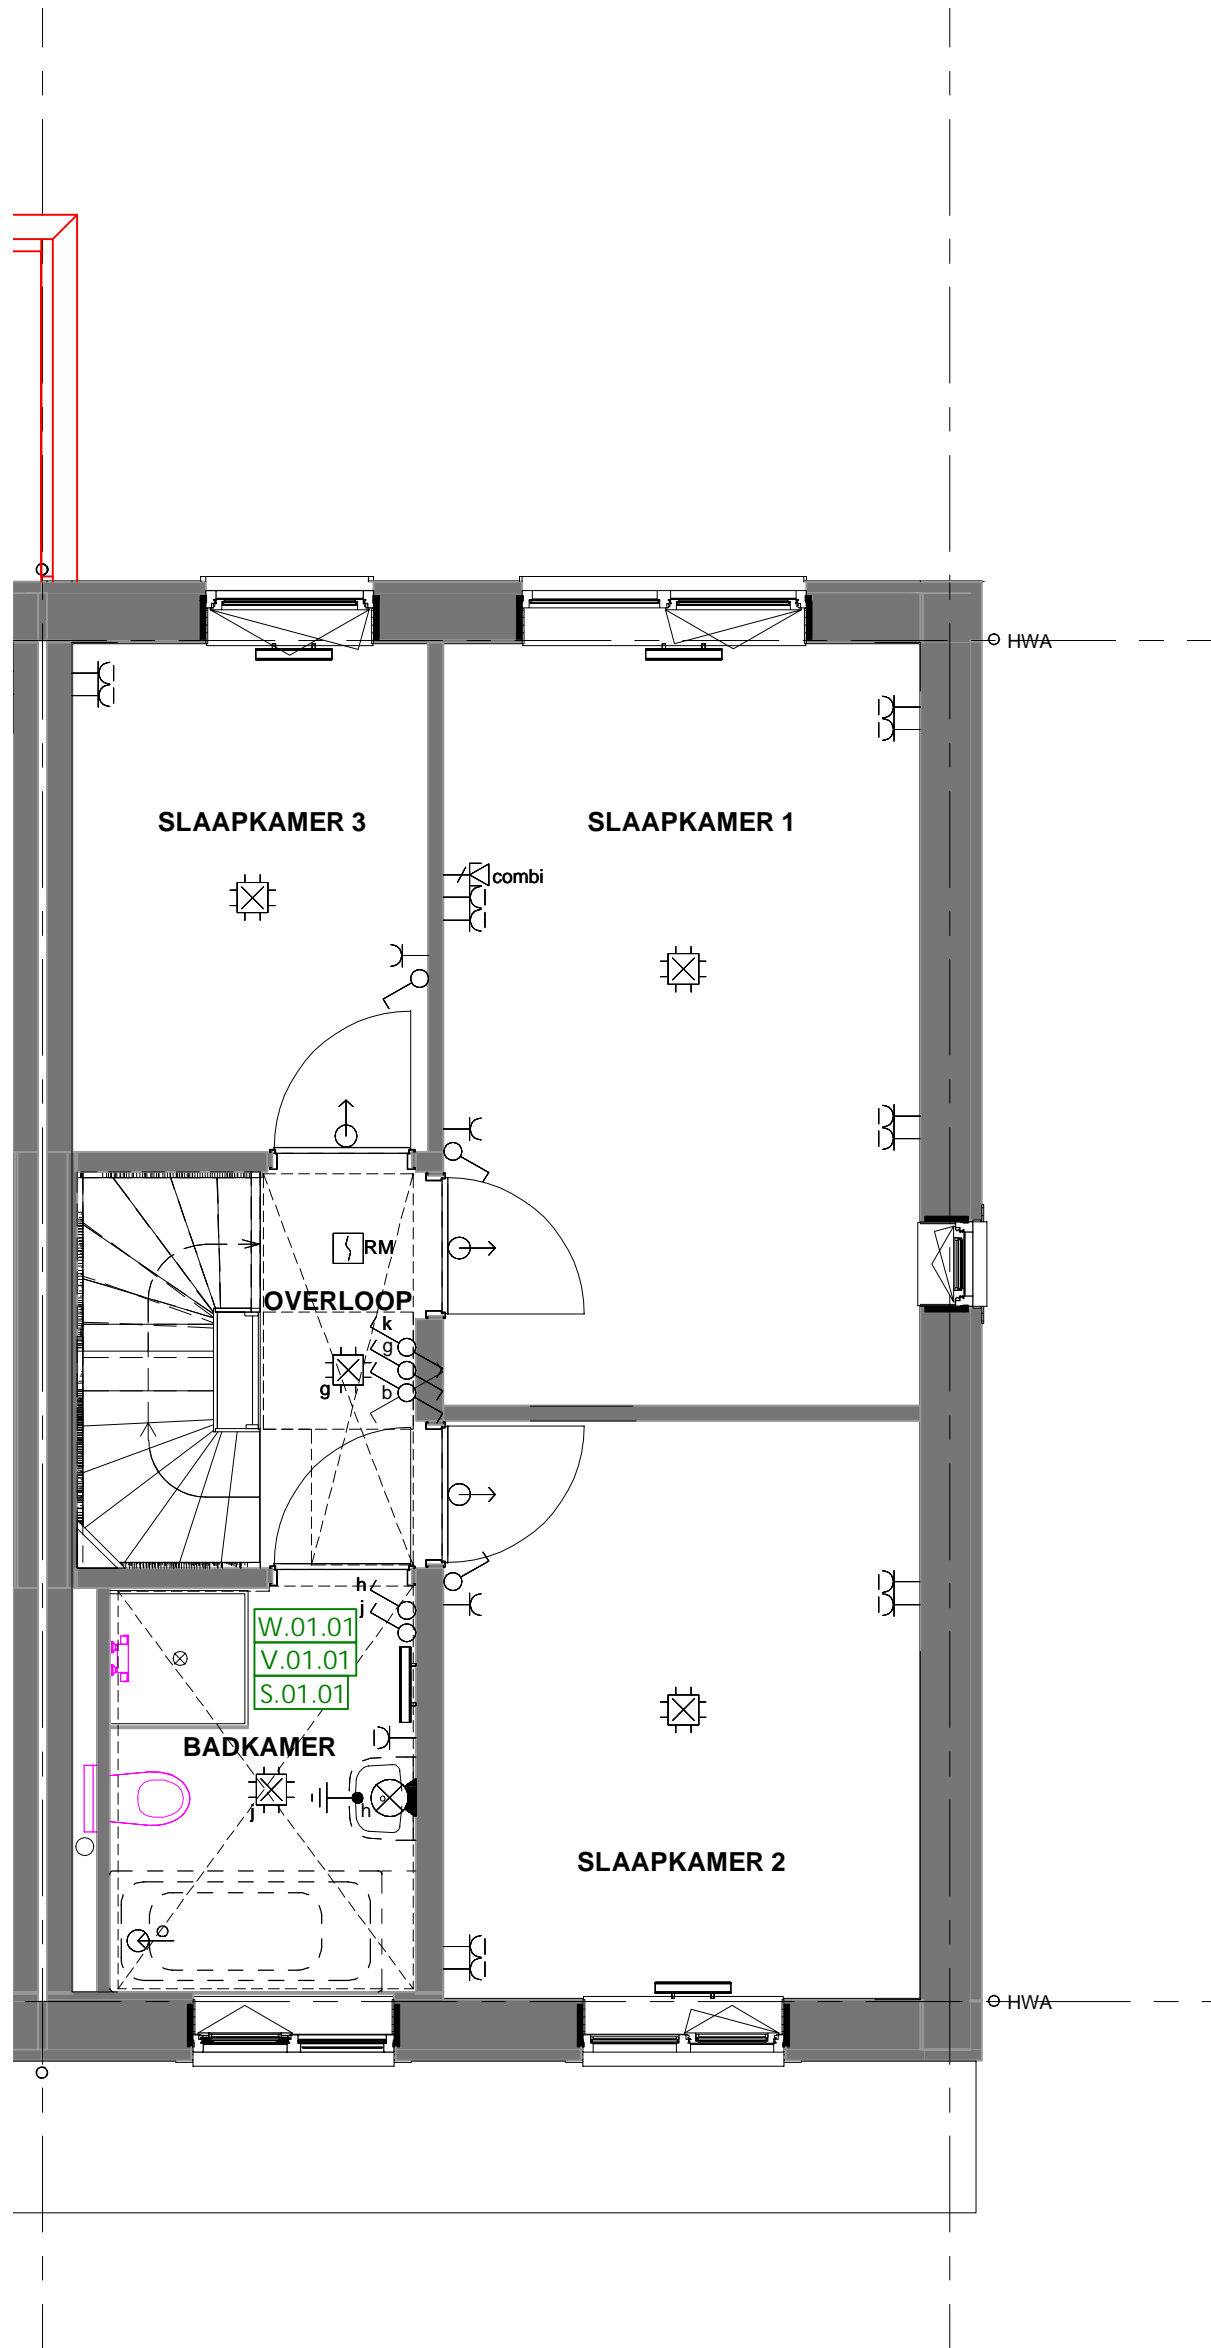 HWA
SLAAPKAMER 3
SLAAPKAMER 1
combi
RM
OVERLOOP
k
g
g
b
h
j
W.01.01
V.01.01
S.01.01
BADKAMER
j
h
SLAAPKAMER 2
HWA